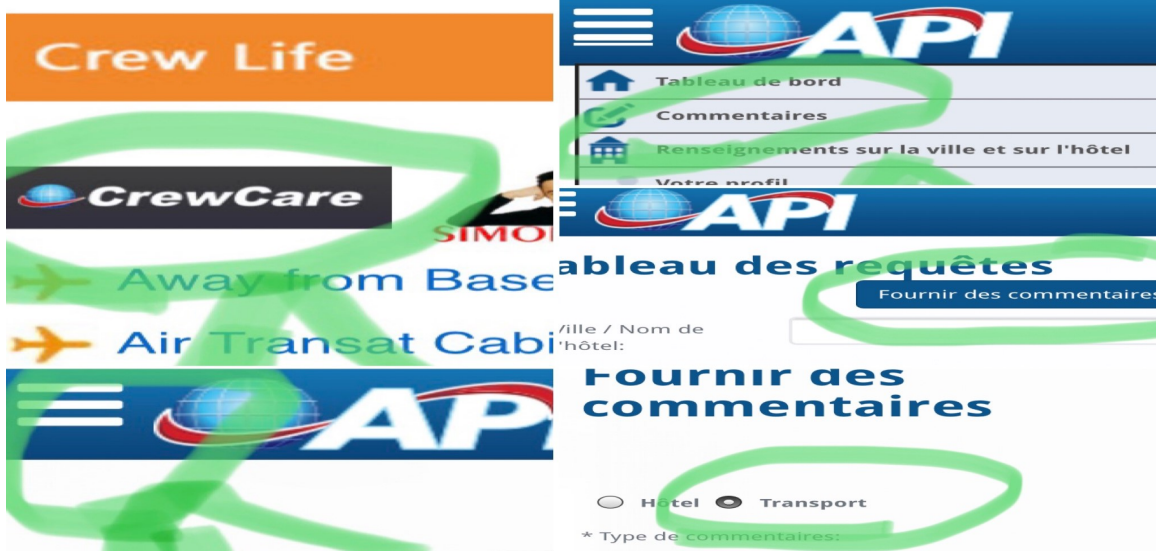 Crew Life
CrewCare
SIMO
Away from Base
Air Transat Cabi
API
API
Tableau de bord
Commentaires
Renseignements sur la ville et sur l'hôtel
Votre profil
API
ableau des requêtes
Fournir des commentaires
Ville / Nom de
l'hôtel:
Fournir des
commentaires
Hôtel Transport
* Type de commentaires: